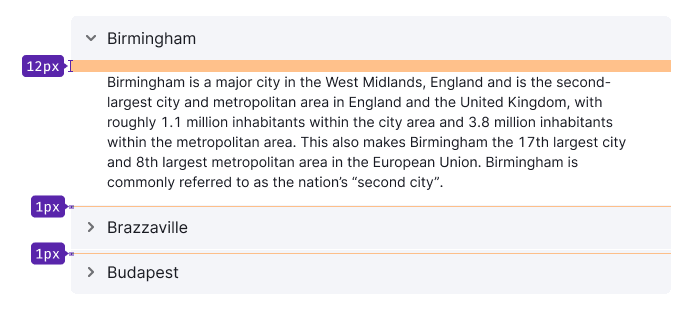 Birmingham
12px
Birmingham is a major city in the West Midlands, England and is the second-
largest city and metropolitan area in England and the United Kingdom, with
roughly 1.1 million inhabitants within the city area and 3.8 million inhabitants
within the metropolitan area. This also makes Birmingham the 17th largest city
and 8th largest metropolitan area in the European Union. Birmingham is
commonly referred to as the nation’s “second city”.
1px
Brazzaville
1px
Budapest